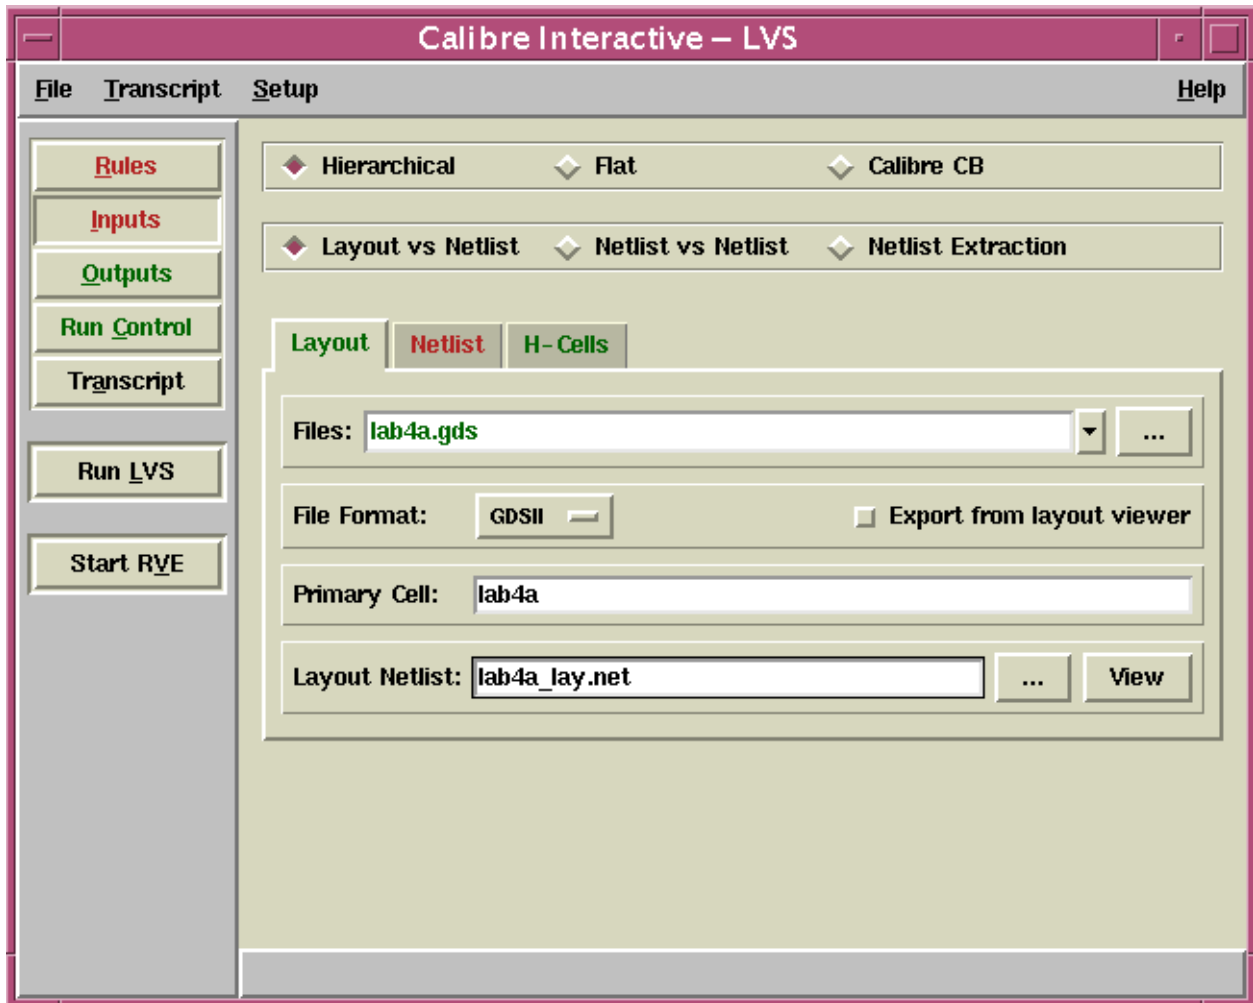 Calibre Interactive – LVS
File Transcript Setup Help
Rules
Inputs
Outputs
Run Control
Transcript
Run LVS
Start RVE
Hierarchical Flat Calibre CB
Layout vs Netlist Netlist vs Netlist Netlist Extraction
Layout Netlist H-Cells
Files: lab4a.gds ...
File Format: GDSII Export from layout viewer
Primary Cell: lab4a
Layout Netlist: lab4a_lay.net ... View